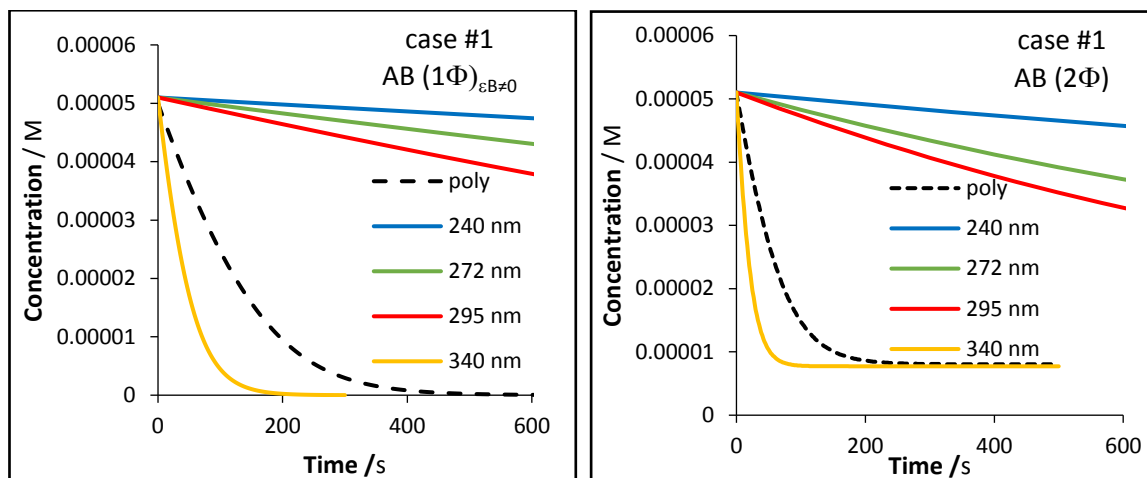 case #1
AB (1Φ)εB≠0
0.00006
0.00005
0.00004
0.00003
0.00002
0.00001
0
Concentration / M
poly
240 nm
272 nm
295 nm
340 nm
0
200
400
600
Time /s
case #1
AB (2Φ)
0.00006
0.00005
0.00004
0.00003
0.00002
0.00001
0
Concentration / M
poly
240 nm
272 nm
295 nm
340 nm
0
200
400
600
Time /s